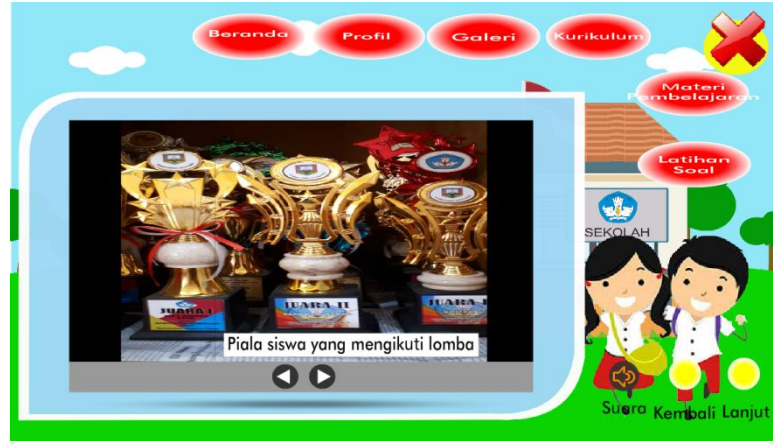 Beranda
Profil
Galeri
Kurikulum
Materi
Pembelajaran
Latihan
Soal
SEKOLAH
JUARA I
JUARA II
JUARA
Piala siswa yang mengikuti lomba
Suara
Kembali
Lanjut